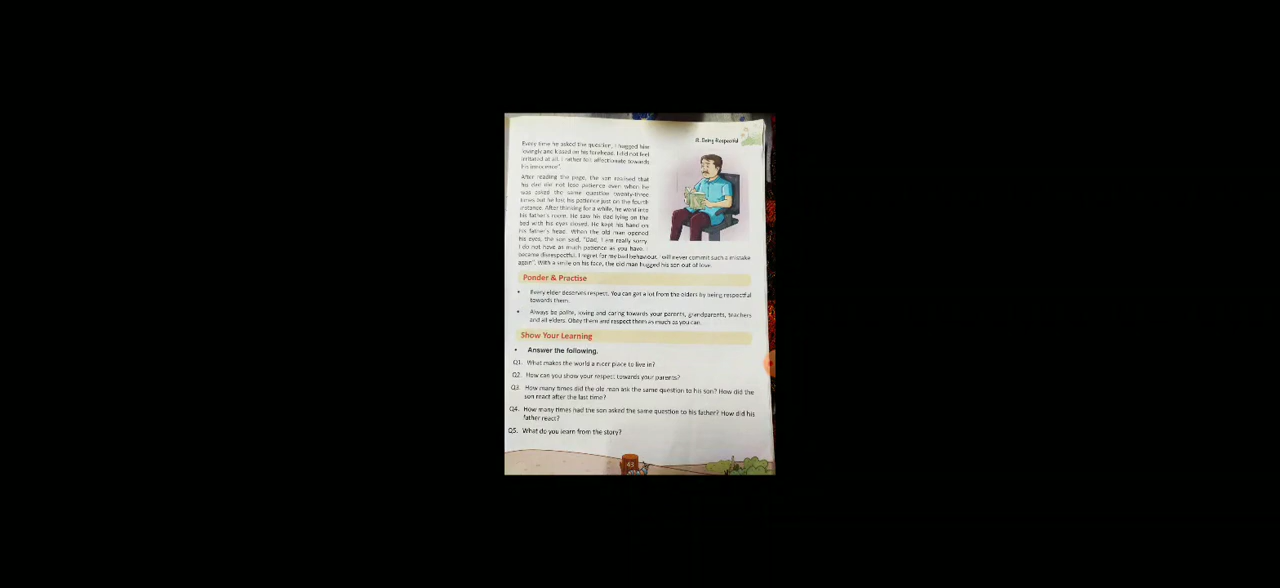 8. Being Respectful
Every time he asked the question, I hugged him
lovingly and kissed on his forehead. I did not feel
irritated at all. I rather felt affectionate towards
his innocence".
After reading the page, the son realised that
his dad did not lose patience even when he
was asked the same question twenty-three
times but he lost his patience just on the fourth
instance. After thinking for a while, he went into
his father's room. He saw his dad lying on the
bed with his eyes closed. He kept his hand on
his father's head. When the old man opened
his eyes, the son said, "Dad, I am really sorry.
I do not have as much patience as you have. I
became disrespectful. I regret for my bad behaviour. I will never commit such a mistake
again". With a smile on his face, the old man hugged his son out of love.
Ponder & Practise
• Every elder deserves respect. You can get a lot from the elders by being respectful
towards them.
• Always be polite, loving and caring towards your parents, grandparents, teachers
and all elders. Obey them and respect them as much as you can.
Show Your Learning
• Answer the following.
Q1. What makes the world a nicer place to live in?
Q2. How can you show your respect towards your parents?
Q3. How many times did the old man ask the same question to his son? How did the
son react after the last time?
Q4. How many times had the son asked the same question to his father? How did his
father react?
Q5. What do you learn from the story?
43